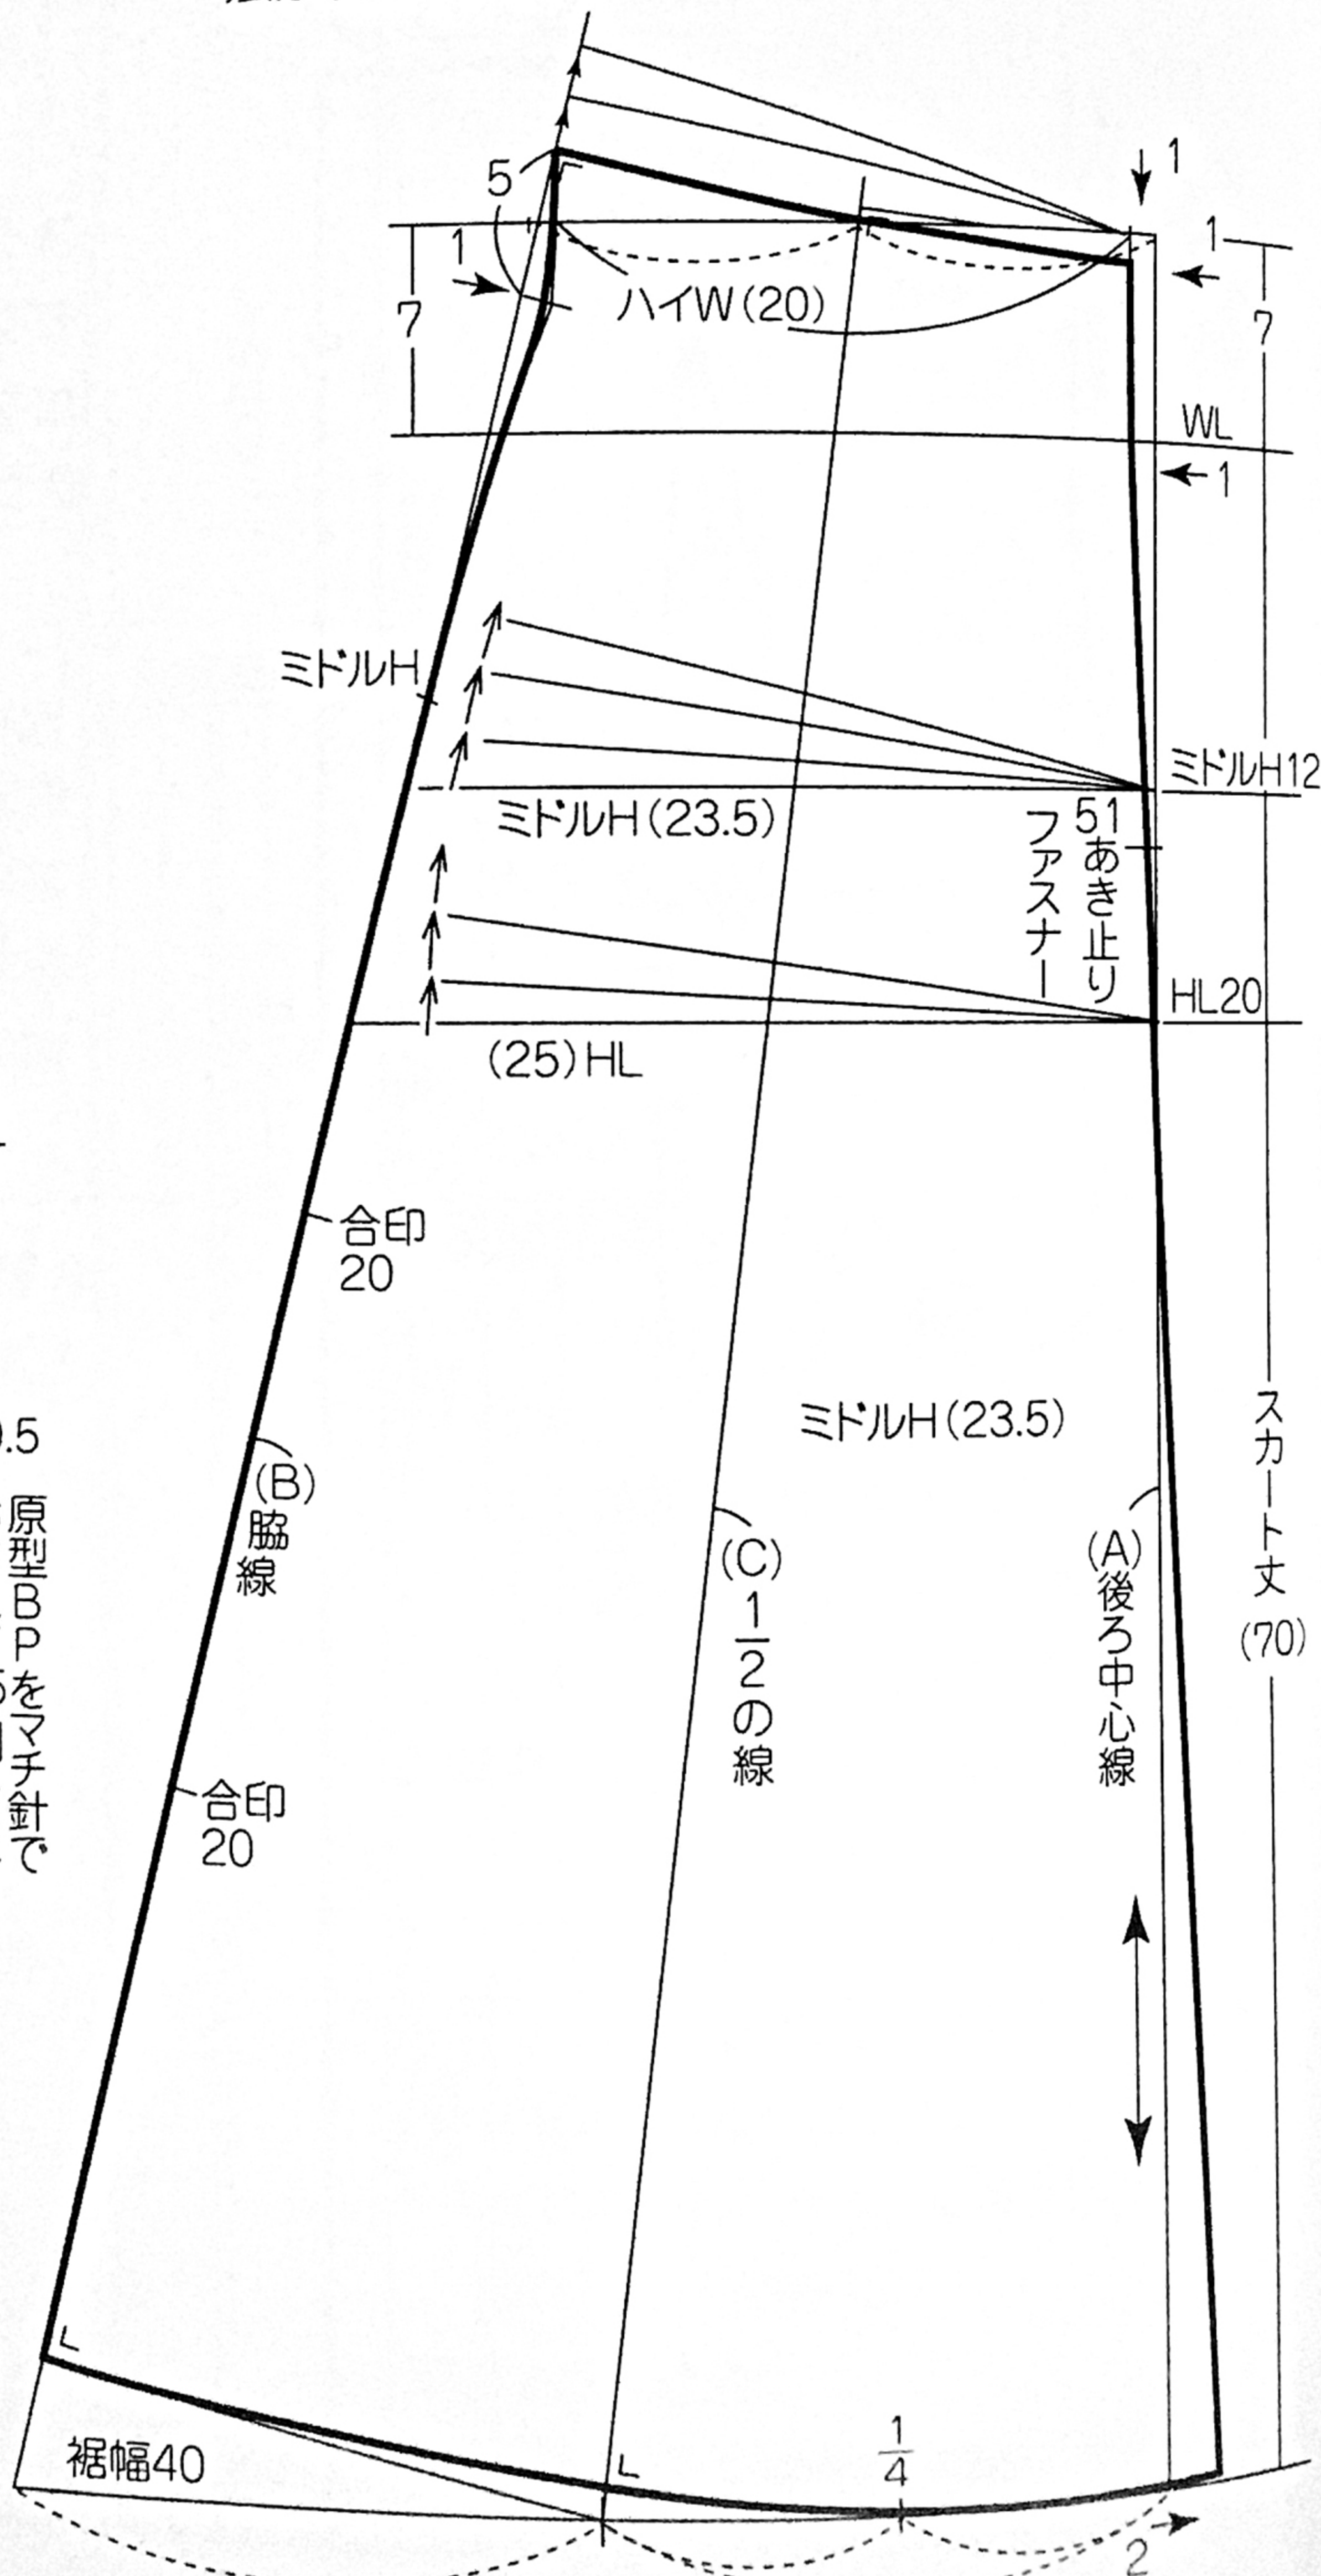 5
1
1
1
7
7
ハイW(20)
WL
1
ミドルH
ミドルH12
ミドルH(23.5)
51あき止り
ファスナー
HL20
(25)HL
合印
20
ミドルH(23.5)
スカート丈
(70)
.5
原型BPをマチ針で
(B)
脇線
(C)
1/2の線
(A)
後ろ中心線
合印
20
裾幅40
1/4
2